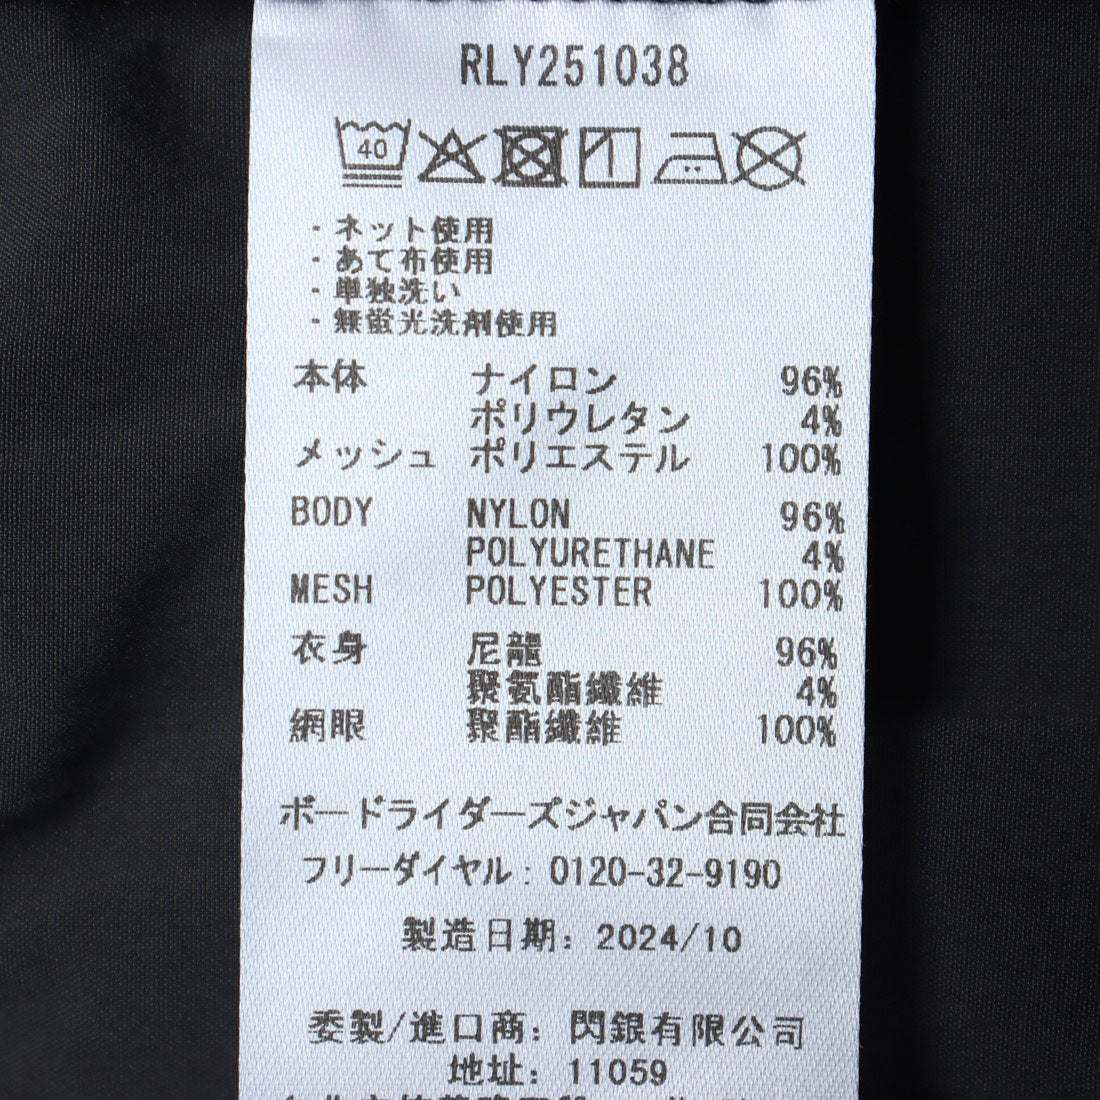 RLY251038
40
・ネット使用
・あて布使用
・単独洗い
・無蛍光洗剤使用
本体 ナイロン 96%
ポリウレタン 4%
メッシュ ポリエステル 100%
BODY NYLON 96%
POLYURETHANE 4%
MESH POLYESTER 100%
衣身 尼龍 96%
聚氨酯纖維 4%
網眼 聚酯纖維 100%
ボードライダーズジャパン合同会社
フリーダイヤル：0120-32-9190
製造日期：2024/10
委製/進口商：閃銀有限公司
地址：11059